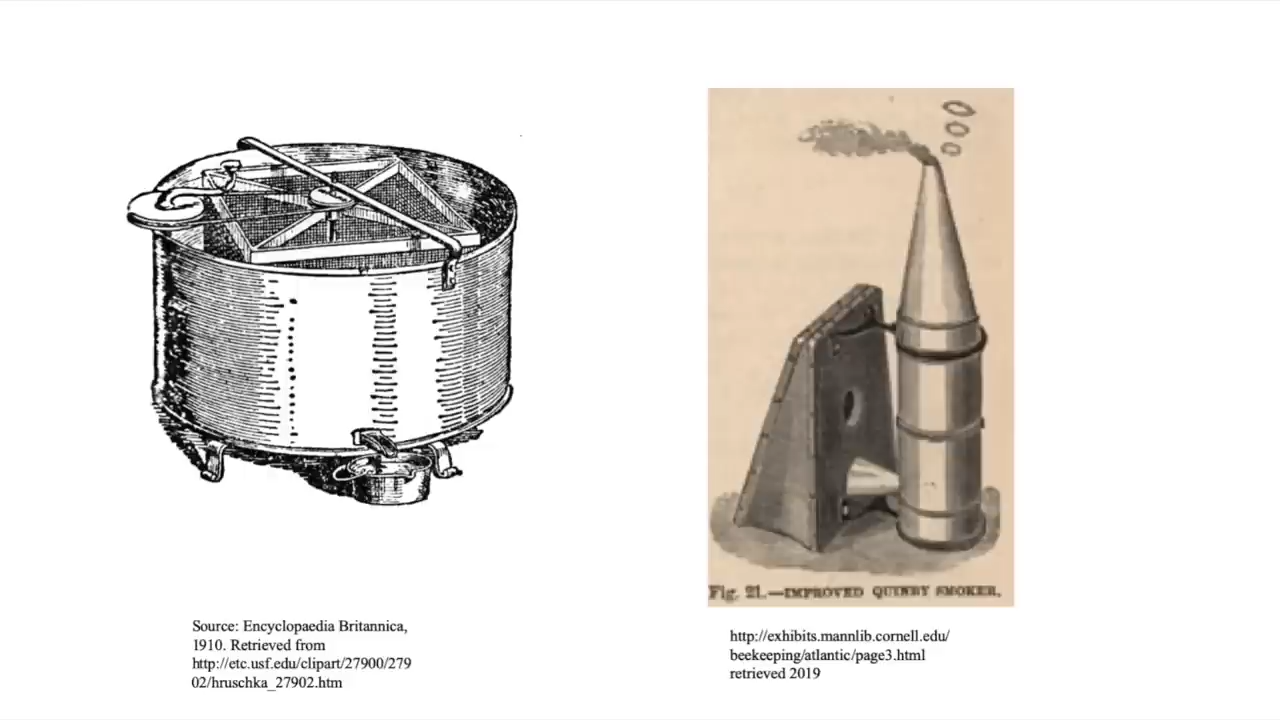 Source: Encyclopaedia Britannica,
1910. Retrieved from
http://etc.usf.edu/clipart/27900/279
02/hruschka_27902.htm
Fig. 21.—IMPROVED QUINBY SMOKER.
http://exhibits.mannlib.cornell.edu/
beekeeping/atlantic/page3.html
retrieved 2019